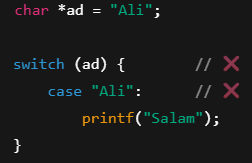 char *ad = "Ali";
switch (ad) {        // ❌
    case "Ali":      // ❌
        printf("Salam");
}